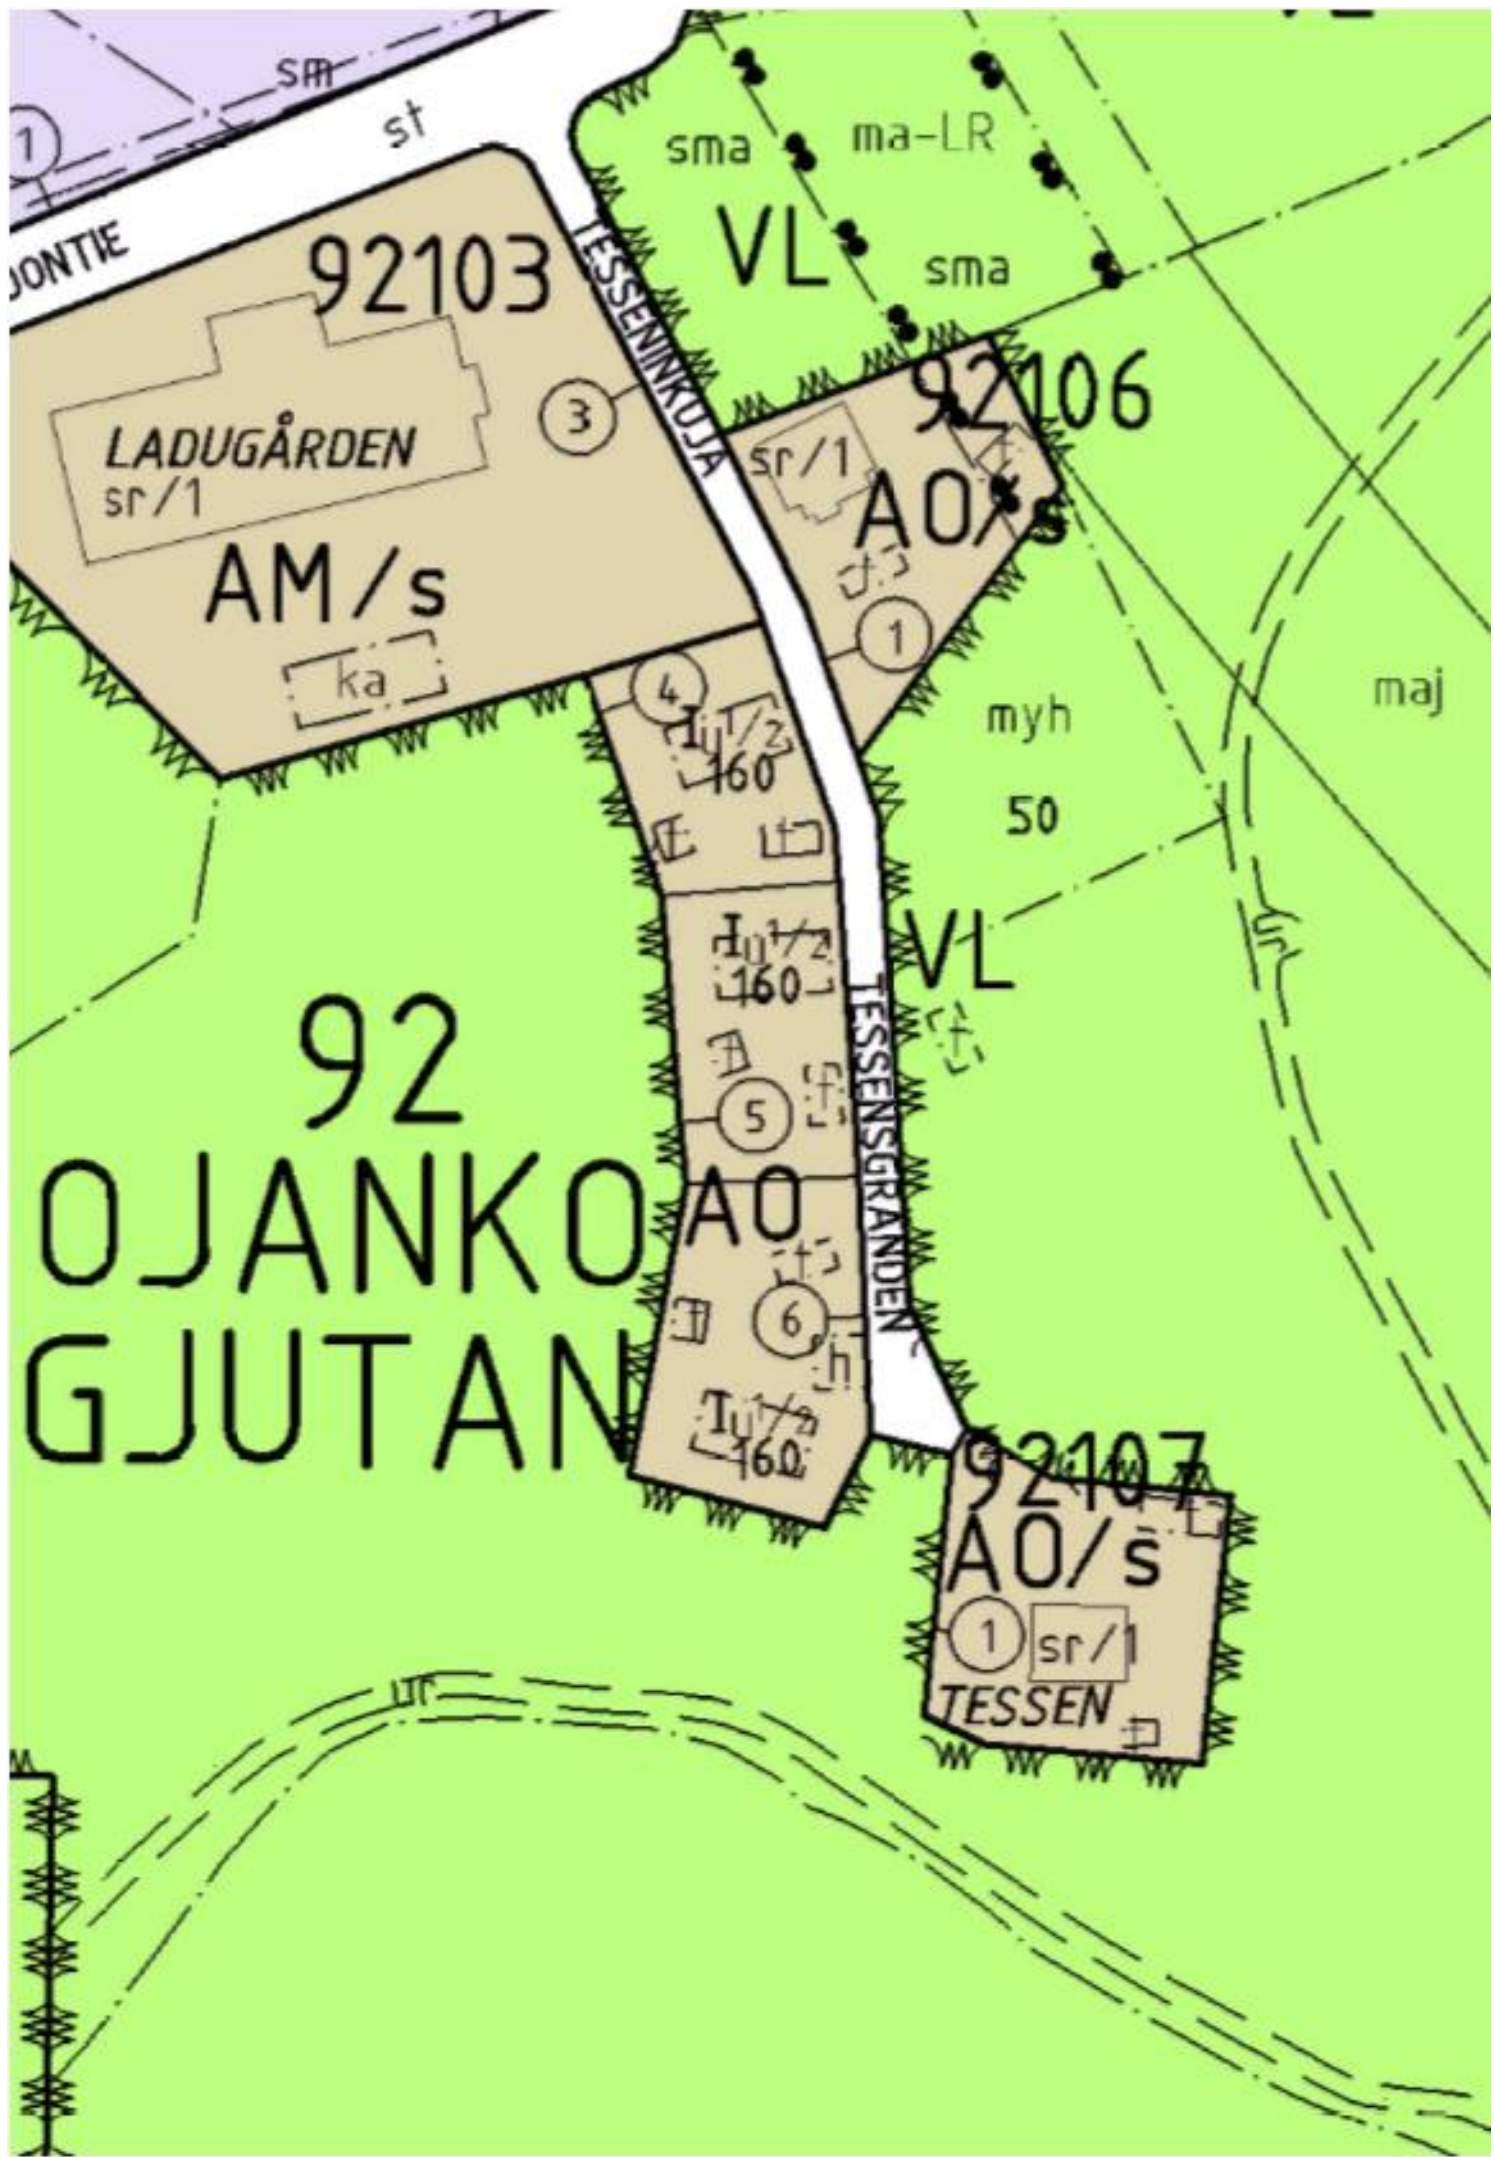 sm
st
1
JONTIE
92103
TESSENINKUJA
sma
ma-LR
VL
sma
3
LADUGÅRDEN
sr/1
AM/s
ka
92106
sr/1
AO/s
t
t
1
4
Iu1/2
160
t
t
myh
50
maj
Iu1/2
160
t
t
5
TESSENSGRÄNDEN
VL
t
ur
92
OJANKO
GJUTAN
AO
t
t
6
h
Iu1/2
160
92107
AO/s
1
sr/1
TESSEN
t
ur